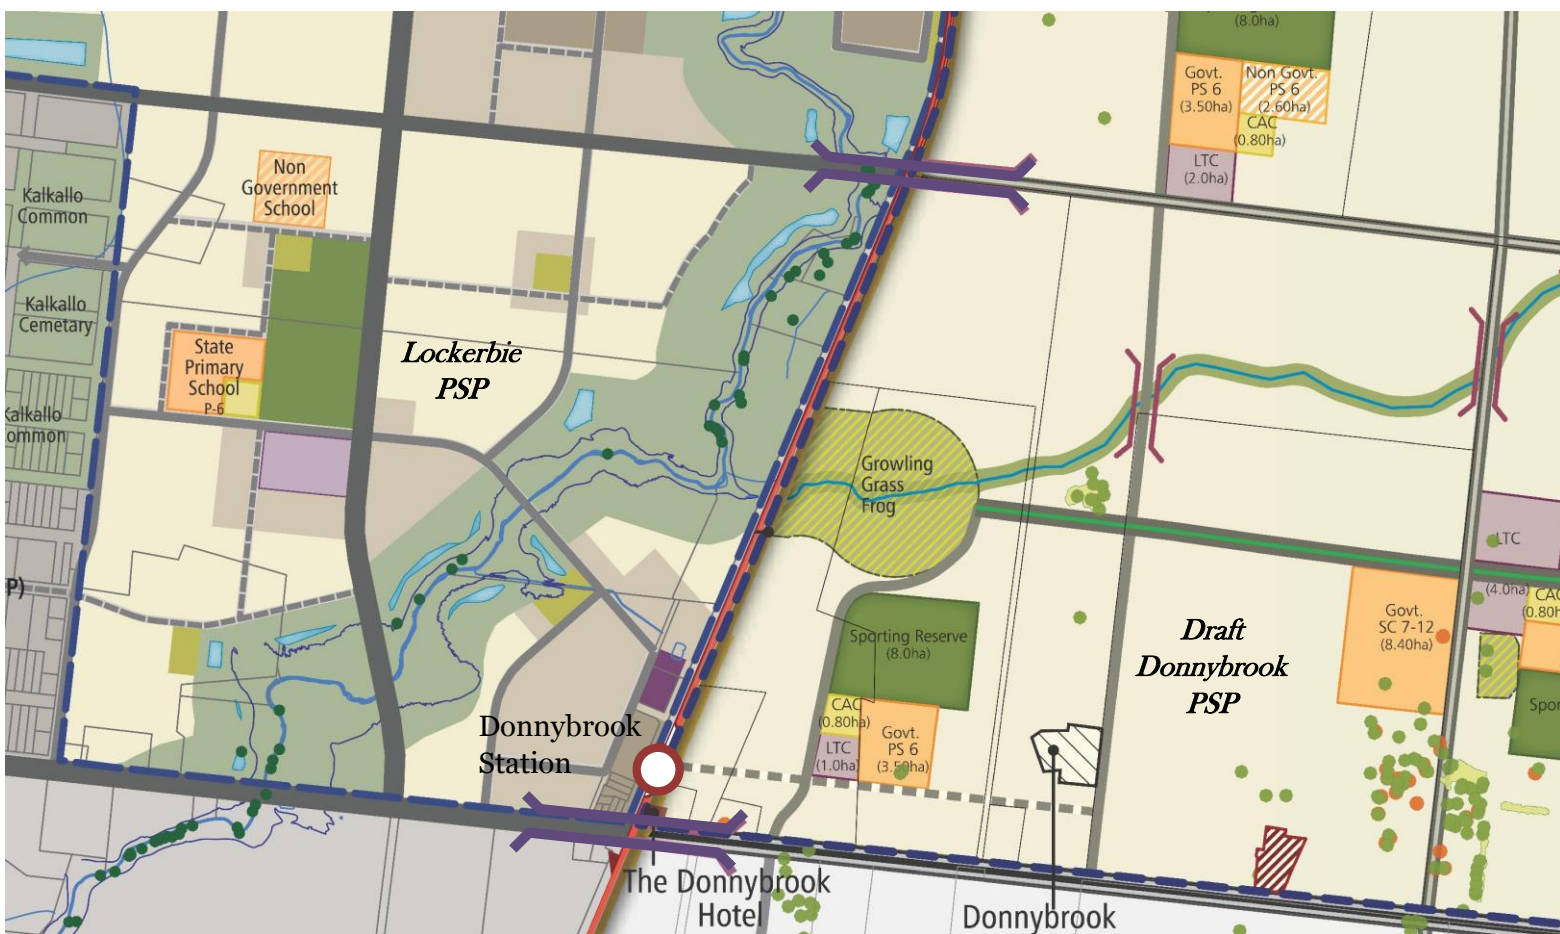 (8.0ha)
Govt.
PS 6
(3.50ha)
Non Govt.
PS 6
(2.60ha)
CAC
(0.80ha)
LTC
(2.0ha)
Kalkallo
Common
Non
Government
School
Kalkallo
Cemetary
State
Primary
School
P-6
Kalkallo
ommon
Lockerbie
PSP
Growling
Grass
Frog
LTC
(4.0ha)
CAC
(0.80h
P)
Govt.
SC 7-12
(8.40ha)
Draft
Donnybrook
PSP
Sporting Reserve
(8.0ha)
Spor
CAC
(0.80ha)
LTC
(1.0ha)
Govt.
PS 6
(3.50ha)
Donnybrook
Station
The Donnybrook
Hotel
Donnybrook